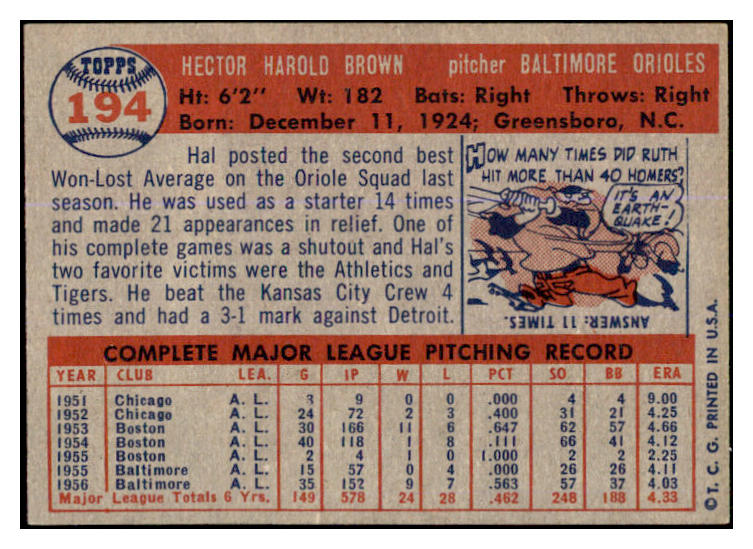 TOPPS
194
HECTOR HAROLD BROWN pitcher BALTIMORE ORIOLES
Ht: 6'2" Wt: 182 Bats: Right Throws: Right
Born: December 11, 1924; Greensboro, N.C.
Hal posted the second best
Won-Lost Average on the Oriole Squad last
season. He was used as a starter 14 times
and made 21 appearances in relief. One of
his complete games was a shutout and Hal's
two favorite victims were the Athletics and
Tigers. He beat the Kansas City Crew 4
times and had a 3-1 mark against Detroit.
HOW MANY TIMES DID RUTH
HIT MORE THAN 40 HOMERS?
IT'S AN
EARTH-
QUAKE!
ANSWER: 11 TIMES.
COMPLETE MAJOR LEAGUE PITCHING RECORD
YEAR CLUB LEA. G IP W L PCT SO BB ERA
1951 Chicago A. L. 3 9 0 0 .000 4 4 9.00
1952 Chicago A. L. 24 72 2 3 .400 31 21 4.25
1953 Boston A. L. 30 166 11 6 .647 62 57 4.66
1954 Boston A. L. 40 118 1 8 .111 66 41 4.12
1955 Boston A. L. 2 4 1 0 1.000 2 2 2.25
1955 Baltimore A. L. 15 57 0 4 .000 26 26 4.11
1956 Baltimore A. L. 35 152 9 7 .563 57 37 4.03
Major League Totals 6 Yrs. 149 578 24 28 .462 248 188 4.33
© T. C. G. PRINTED IN U.S.A.